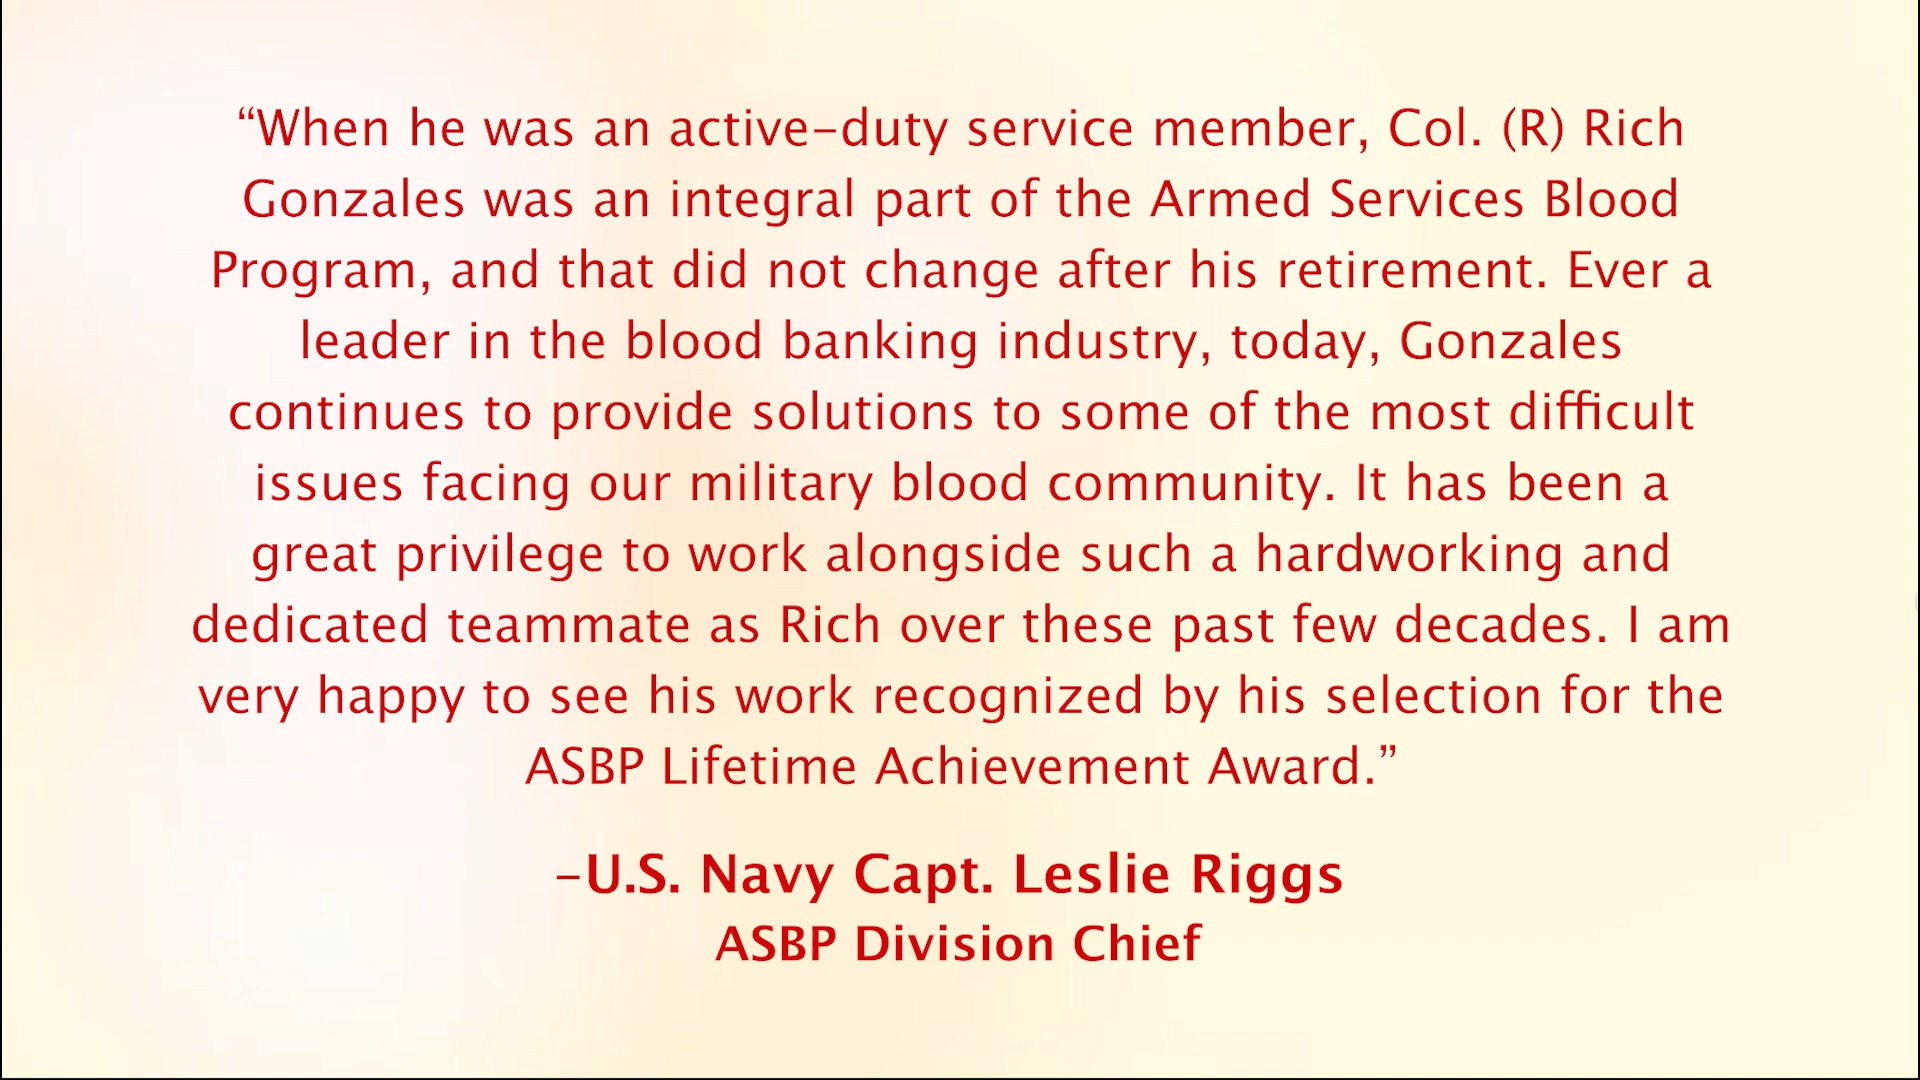 “When he was an active–duty service member, Col. (R) Rich
Gonzales was an integral part of the Armed Services Blood
Program, and that did not change after his retirement. Ever a
leader in the blood banking industry, today, Gonzales
continues to provide solutions to some of the most difficult
issues facing our military blood community. It has been a
great privilege to work alongside such a hardworking and
dedicated teammate as Rich over these past few decades. I am
very happy to see his work recognized by his selection for the
ASBP Lifetime Achievement Award.”
–U.S. Navy Capt. Leslie Riggs
ASBP Division Chief